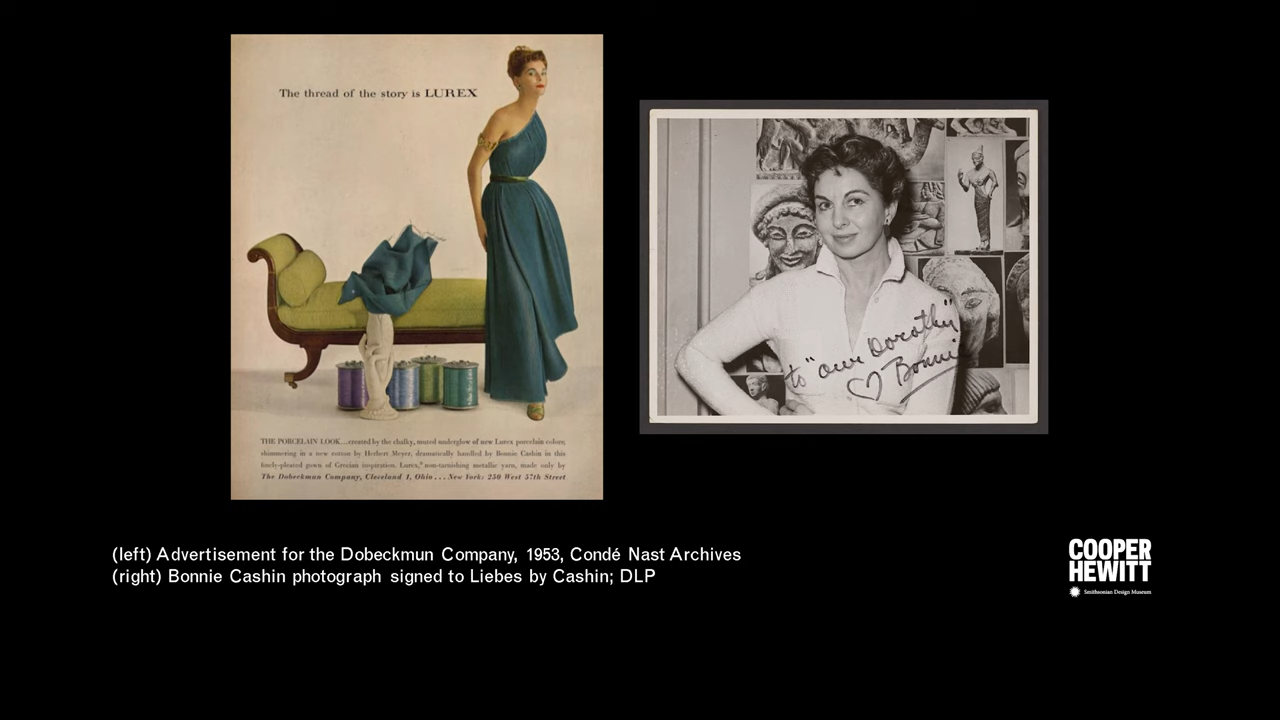 The thread of the story is LUREX
THE PORCELAIN LOOK...created by the chalky, muted underglow of new Lurex porcelain colors;
shimmering in a new cotton by Herbert Meyer, dramatically handled by Bonnie Cashin in this
finely-pleated gown of Grecian inspiration. Lurex,® non-tarnishing metallic yarn, made only by
The Dobeckmun Company, Cleveland 1, Ohio...New York: 250 West 57th Street
to "our Dorothy"
♡ Bonnie
(left) Advertisement for the Dobeckmun Company, 1953, Condé Nast Archives
(right) Bonnie Cashin photograph signed to Liebes by Cashin; DLP
COOPER
HEWITT
Smithsonian Design Museum